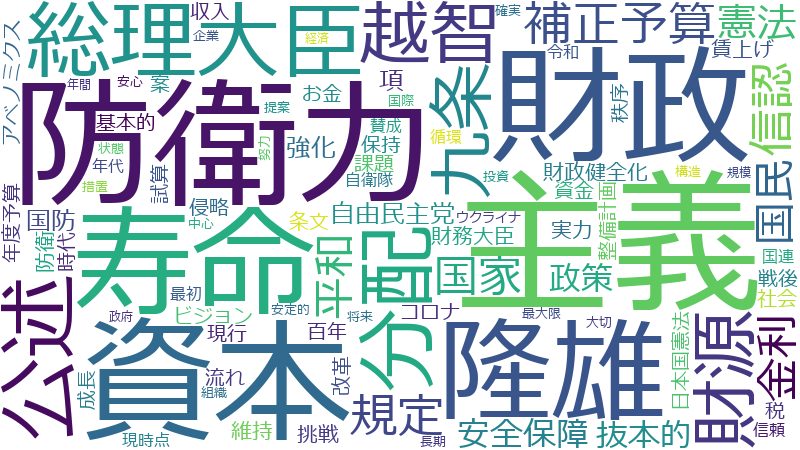 総理大臣
収入
企業
経済
越智
確実
補正予算
憲法
令和
賃上げ
アベノミクス
年間
安心
案
お金
項
提案
国際
九条
財政
秩序
信認
防衛力
基本的
状態
年代
措置
試算
努力
強化
賛成
保持
課題
循環
自衛隊
投資
財政健全化
構造
規模
資金
年度予算
国防
侵略
防衛
時代
寿命
中心
条文
平和
自由民主党
ウクライナ
財務大臣
実力
整備計画
主義
国民
国連
戦後
社会
分配
国家
政策
公述
最初
政府
ビジョン
安定的
将来
コロナ
最大限
大切
現行
百年
資本
成長
流れ
組織
改革
隆雄
日本国憲法
財源
金利
現時点
維持
挑戦
規定
長期
安全保障
抜本的
税
信頼